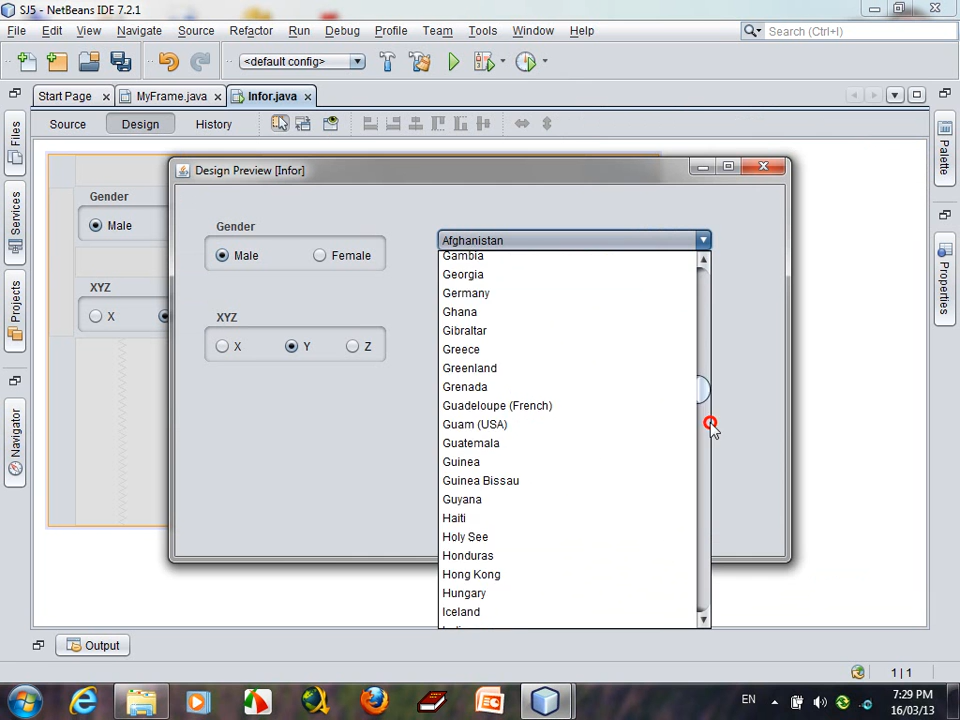 SJ5 - NetBeans IDE 7.2.1
File Edit View Navigate Source Refactor Run Debug Profile Team Tools Window Help
Search (Ctrl+I)
<default config>
Start Page MyFrame.java Infor.java
Source Design History
Files
Services
Projects
Navigator
Palette
Properties
Gender
Male
XYZ
X
Design Preview [Infor]
Gender
Male Female
XYZ
X Y Z
Afghanistan
Gambia
Georgia
Germany
Ghana
Gibraltar
Greece
Greenland
Grenada
Guadeloupe (French)
Guam (USA)
Guatemala
Guinea
Guinea Bissau
Guyana
Haiti
Holy See
Honduras
Hong Kong
Hungary
Iceland
Output
1 | 1
EN
7:29 PM
16/03/13